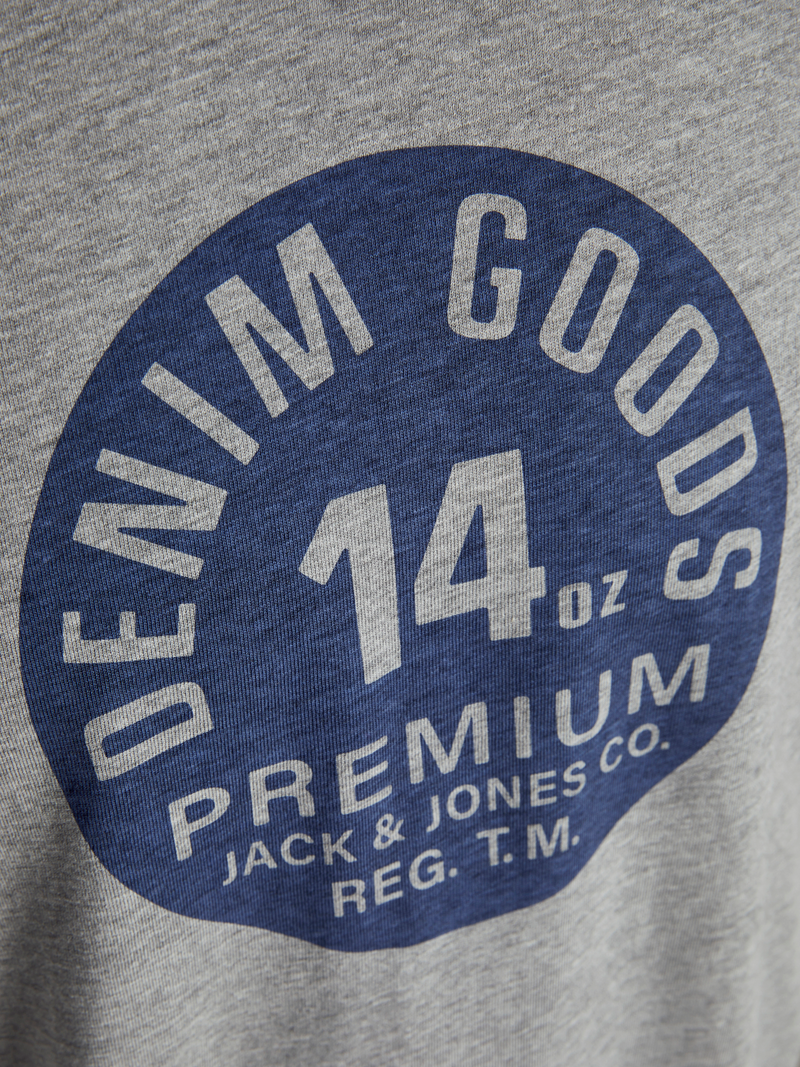 DENIM GOODS
14 OZ
PREMIUM
JACK & JONES CO.
REG. T. M.